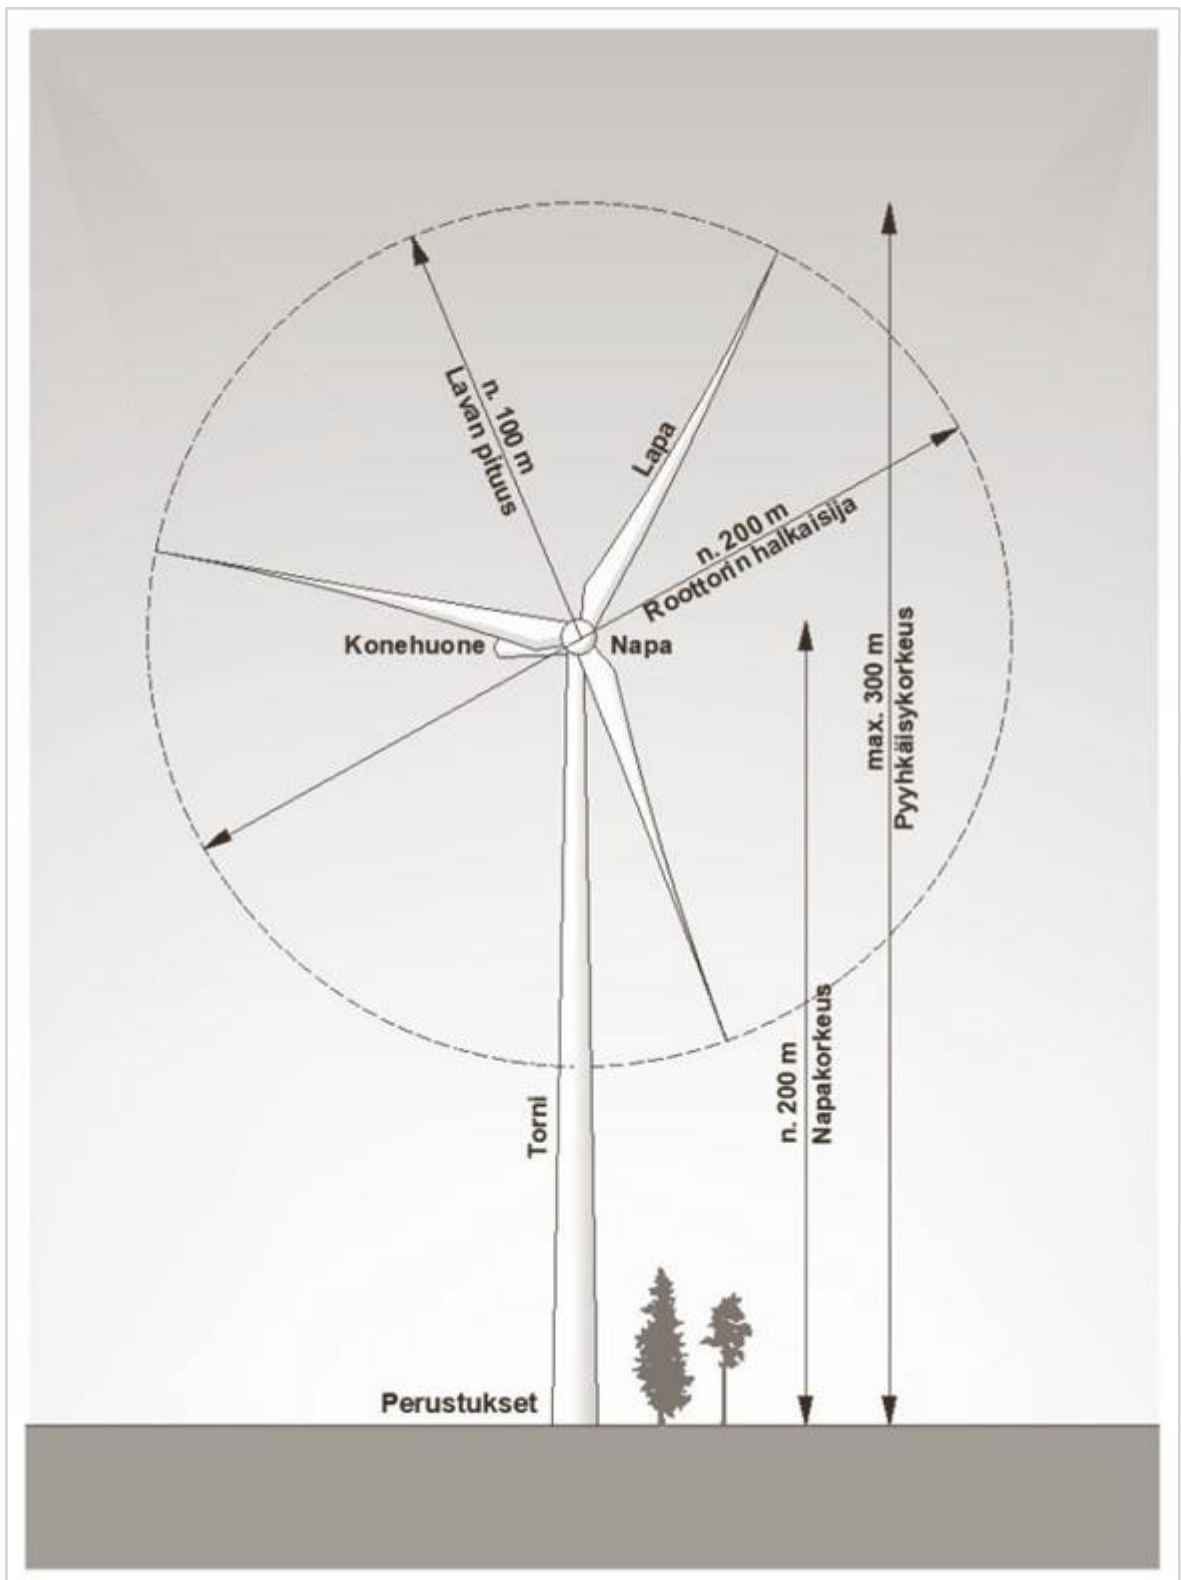 n. 100 m
Lavan pituus
Lapa
n. 200 m
Roottorin halkaisija
Konehuone
Napa
max. 300 m
Pyyhkäisykorkeus
n. 200 m
Napakorkeus
Torni
Perustukset